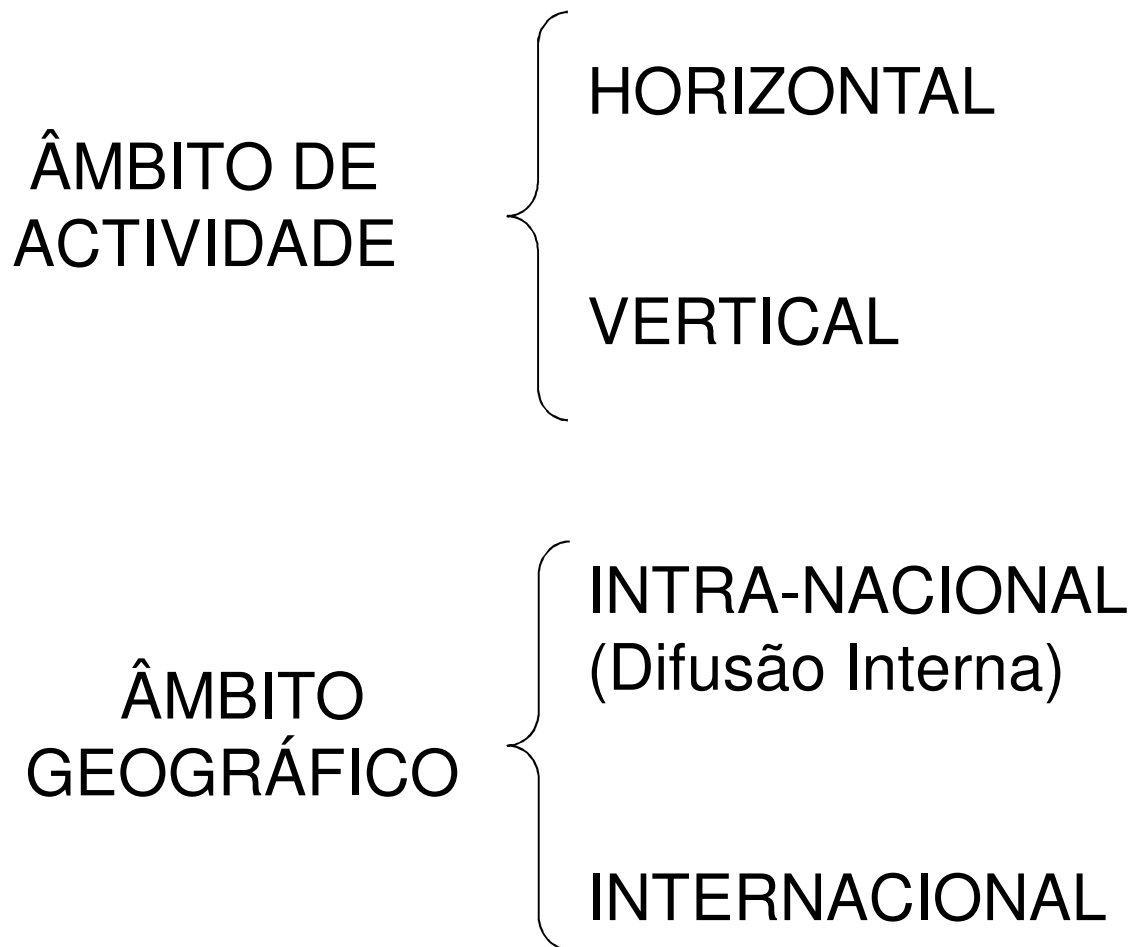 ÂMBITO DE
ACTIVIDADE
HORIZONTAL
VERTICAL
ÂMBITO
GEOGRÁFICO
INTRA-NACIONAL
(Difusão Interna)
INTERNACIONAL